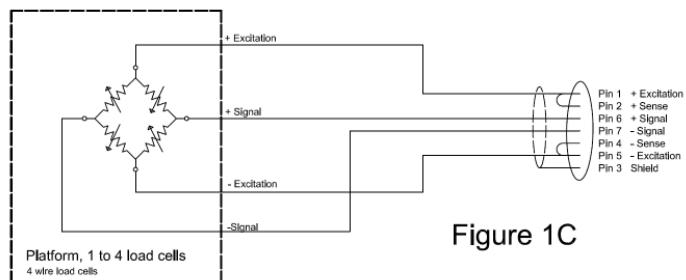 + Excitation
+ Signal
- Excitation
-Signal
Platform, 1 to 4 load cells
4 wire load cells
Pin 1 + Excitation
Pin 2 + Sense
Pin 6 + Signal
Pin 7 - Signal
Pin 4 - Sense
Pin 5 - Excitation
Pin 3 Shield
Figure 1C